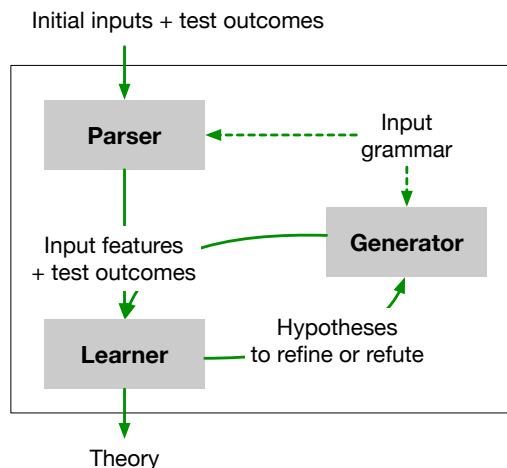 Initial inputs + test outcomes
Parser
Input
grammar
Generator
Input features
+ test outcomes
Hypotheses
to refine or refute
Learner
Theory